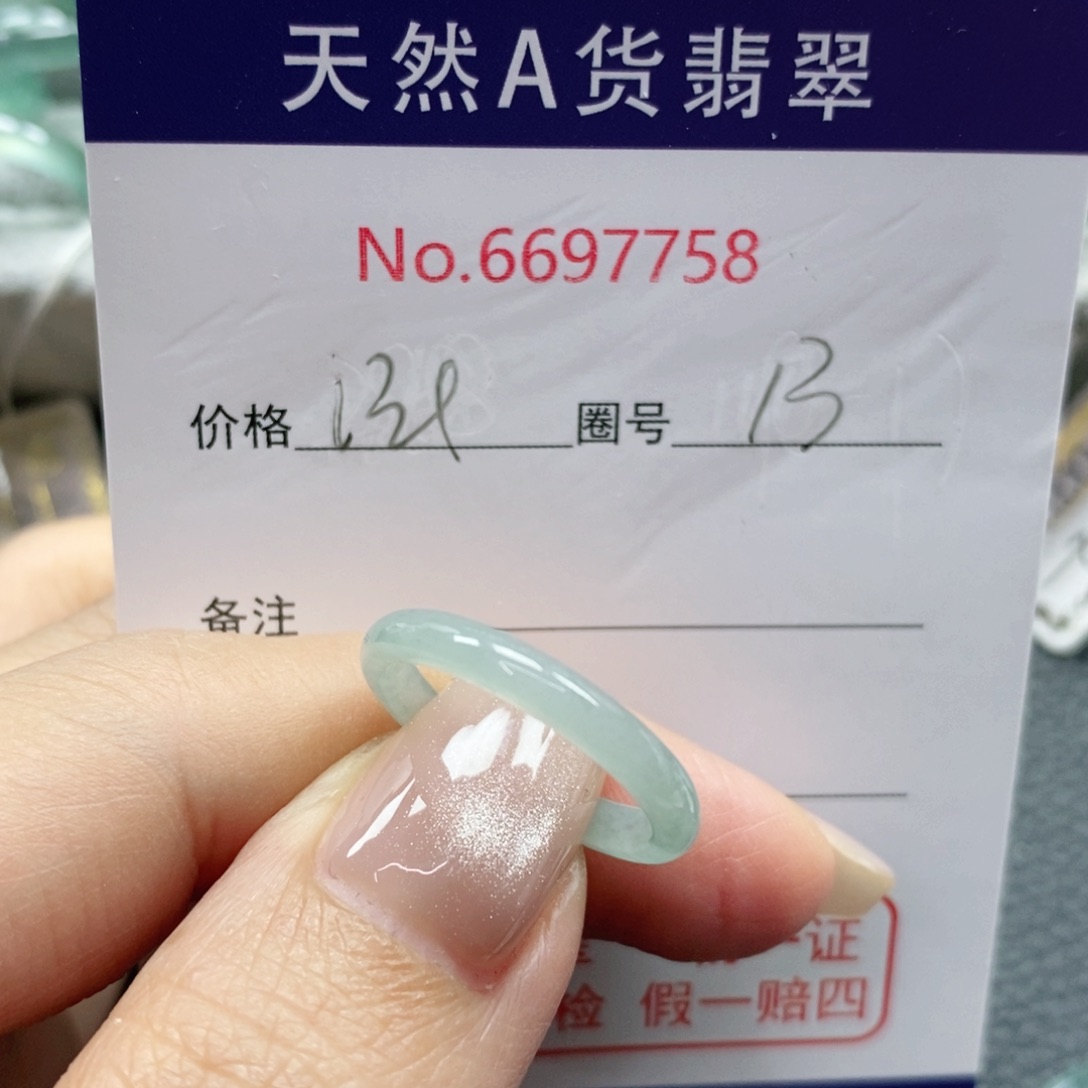 天然A货翡翠
No.6697758
价格 圈号 13
备注
证
检 假一赔四